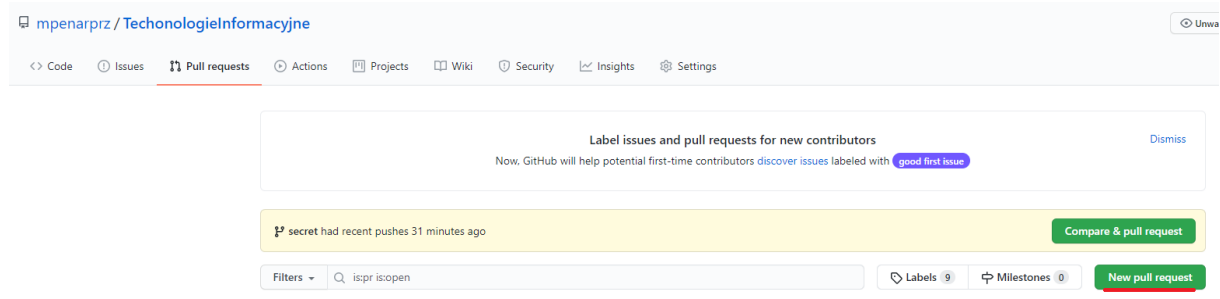 mpenarprz / TechonologieInformacyjne
Unwa
Code Issues Pull requests Actions Projects Wiki Security Insights Settings
Label issues and pull requests for new contributors
Dismiss
Now, GitHub will help potential first-time contributors discover issues labeled with good first issue
secret had recent pushes 31 minutes ago
Compare & pull request
Filters is:pr is:open Labels 9 Milestones 0 New pull request